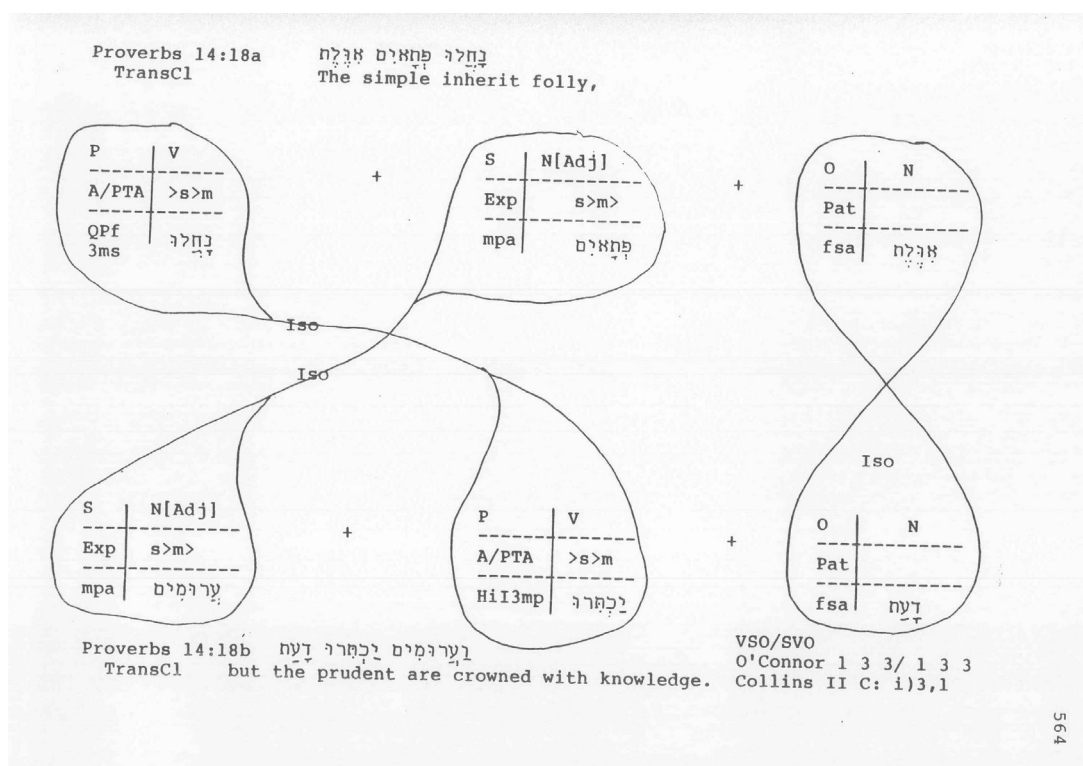 Proverbs 14:18a נָחֲלוּ פְתָאיִם אִוֶּלֶת
TransCl The simple inherit folly,
P V
A/PTA >s>m
QPf
3ms נָחֲלוּ
+
S N[Adj]
Exp s>m>
mpa פְתָאיִם
+
O N
Pat
fsa אִוֶּלֶת
Iso
Iso
Iso
S N[Adj]
Exp s>m>
mpa עֲרוּמִים
+
P V
A/PTA >s>m
HiI3mp יַכְתִּרוּ
+
O N
Pat
fsa דָּעַת
Proverbs 14:18b וַעֲרוּמִים יַכְתִּרוּ דָעַת
TransCl but the prudent are crowned with knowledge.
VSO/SVO
O'Connor 1 3 3/ 1 3 3
Collins II C: i)3,1
564